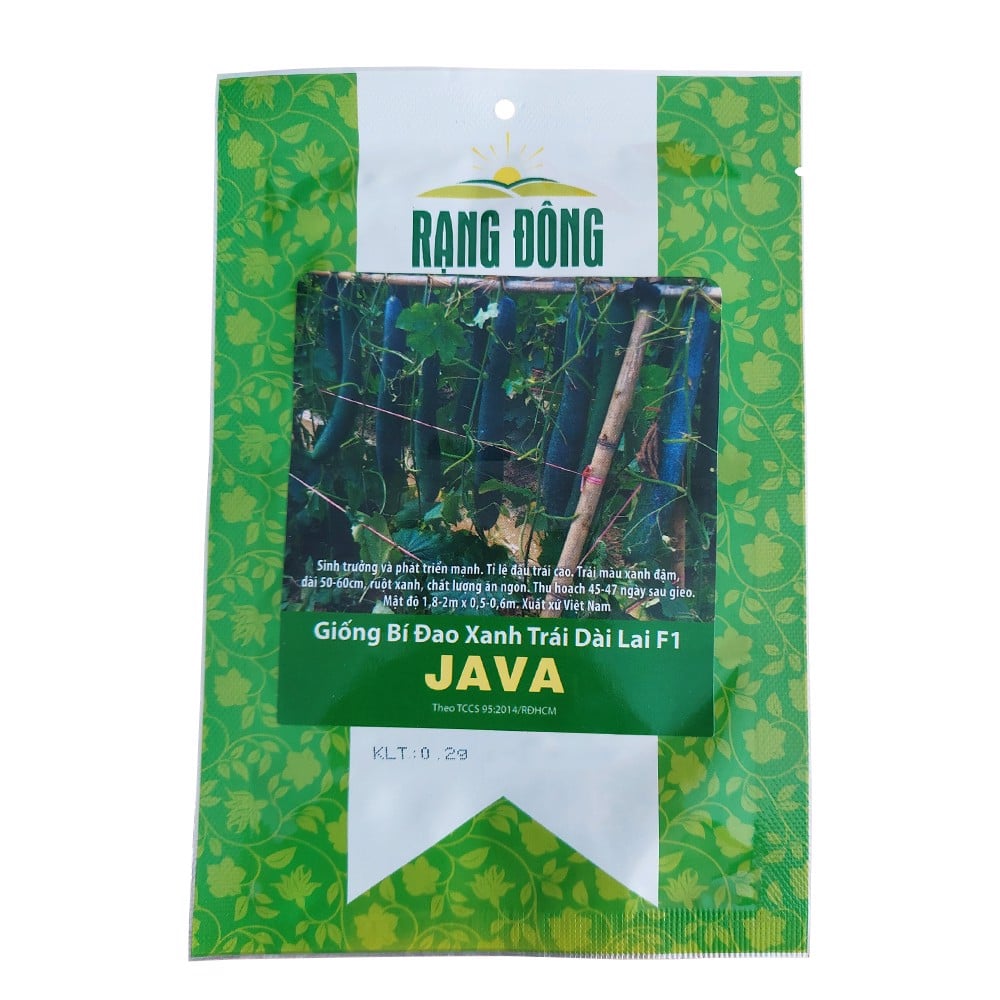 RẠNG ĐÔNG
Sinh trưởng và phát triển mạnh. Tỉ lệ đậu trái cao. Trái màu xanh đậm,
dài 50-60cm, ruột xanh, chất lượng ăn ngon. Thu hoạch 45-47 ngày sau gieo.
Mật độ 1,8-2m x 0,5-0,6m. Xuất xứ Việt Nam
Giống Bí Đao Xanh Trái Dài Lai F1
JAVA
Theo TCCS 95:2014/RĐHCM
KLT:0,2g